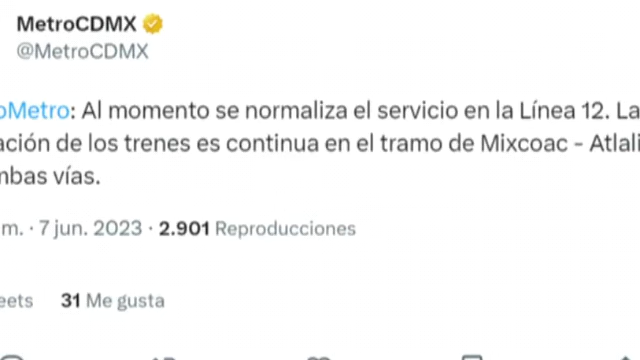 MetroCDMX
@MetroCDMX
oMetro: Al momento se normaliza el servicio en la Línea 12. La
ación de los trenes es continua en el tramo de Mixcoac - Atlali
mbas vías.
m. · 7 jun. 2023 · 2.901 Reproducciones
eets 31 Me gusta